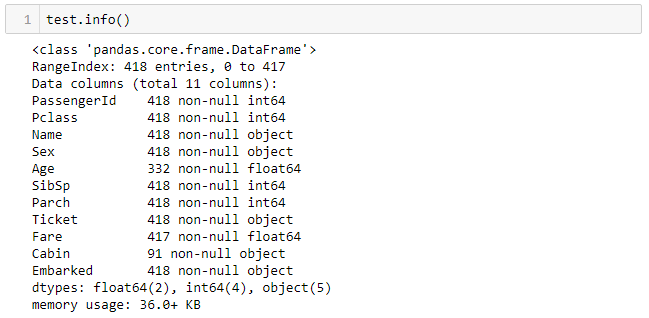 1 test.info()
<class 'pandas.core.frame.DataFrame'>
RangeIndex: 418 entries, 0 to 417
Data columns (total 11 columns):
PassengerId    418 non-null int64
Pclass         418 non-null int64
Name           418 non-null object
Sex            418 non-null object
Age            332 non-null float64
SibSp          418 non-null int64
Parch          418 non-null int64
Ticket         418 non-null object
Fare           417 non-null float64
Cabin          91 non-null object
Embarked       418 non-null object
dtypes: float64(2), int64(4), object(5)
memory usage: 36.0+ KB